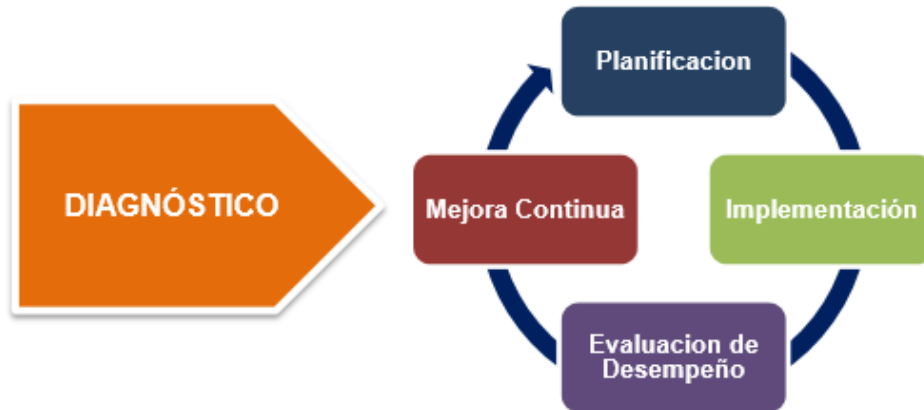 Planificacion
DIAGNÓSTICO
Mejora Continua
Implementación
Evaluacion de
Desempeño